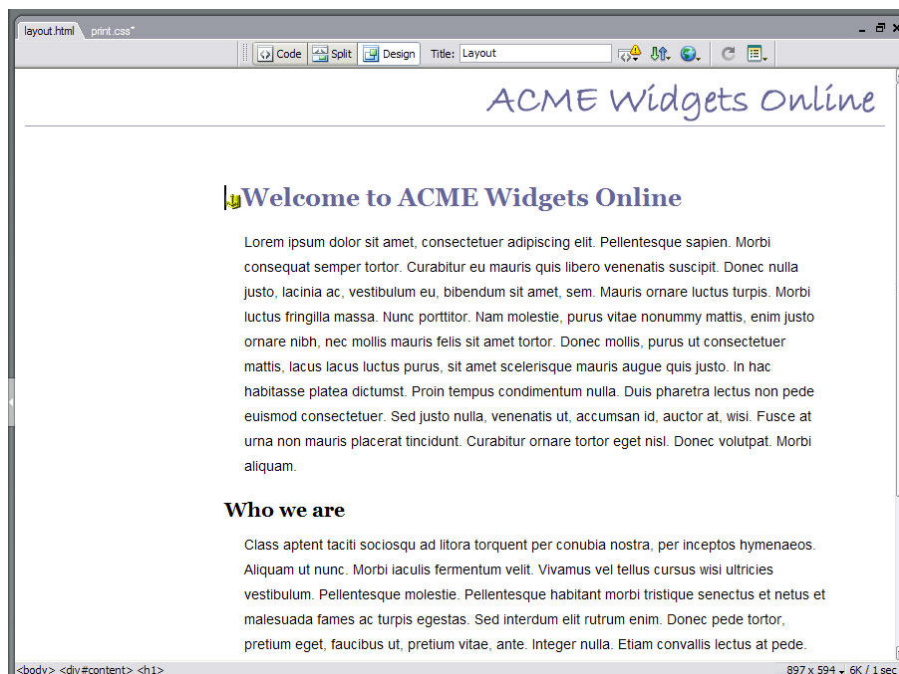 layout.html print.css*
Code Split Design Title: Layout
ACME Widgets Online
Welcome to ACME Widgets Online
Lorem ipsum dolor sit amet, consectetuer adipiscing elit. Pellentesque sapien. Morbi
consequat semper tortor. Curabitur eu mauris quis libero venenatis suscipit. Donec nulla
justo, lacinia ac, vestibulum eu, bibendum sit amet, sem. Mauris ornare luctus turpis. Morbi
luctus fringilla massa. Nunc porttitor. Nam molestie, purus vitae nonummy mattis, enim justo
ornare nibh, nec mollis mauris felis sit amet tortor. Donec mollis, purus ut consectetuer
mattis, lacus lacus luctus purus, sit amet scelerisque mauris augue quis justo. In hac
habitasse platea dictumst. Proin tempus condimentum nulla. Duis pharetra lectus non pede
euismod consectetuer. Sed justo nulla, venenatis ut, accumsan id, auctor at, wisi. Fusce at
urna non mauris placerat tincidunt. Curabitur ornare tortor eget nisl. Donec volutpat. Morbi
aliquam.
Who we are
Class aptent taciti sociosqu ad litora torquent per conubia nostra, per inceptos hymenaeos.
Aliquam ut nunc. Morbi iaculis fermentum velit. Vivamus vel tellus cursus wisi ultricies
vestibulum. Pellentesque molestie. Pellentesque habitant morbi tristique senectus et netus et
malesuada fames ac turpis egestas. Sed interdum elit rutrum enim. Donec pede tortor,
pretium eget, faucibus ut, pretium vitae, ante. Integer nulla. Etiam convallis lectus at pede.
<body> <div#content> <h1> 897 x 594 6K / 1 sec